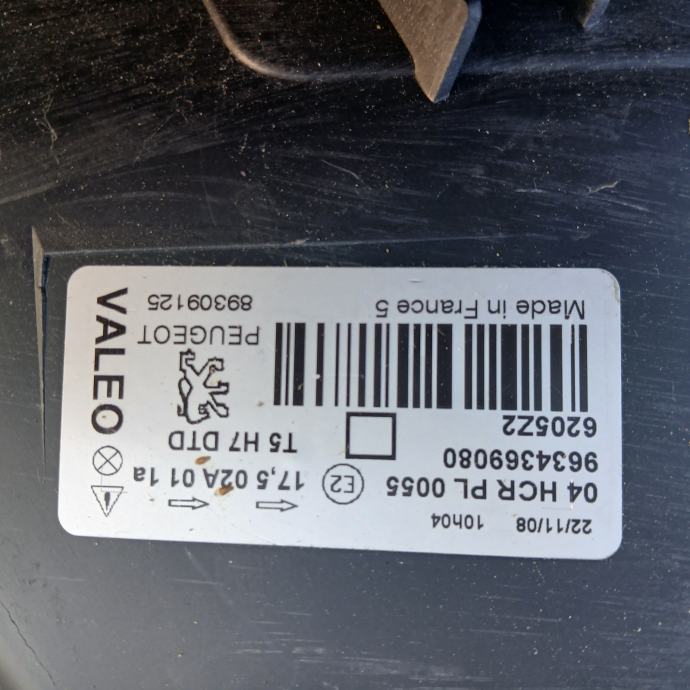 22/11/08 10h04
04 HCR PL 0055 E2 17,5 02A 01 1a
9634369080
6205Z2
T5 H7 DTD
PEUGEOT
Made in France 5
89309125
VALEO